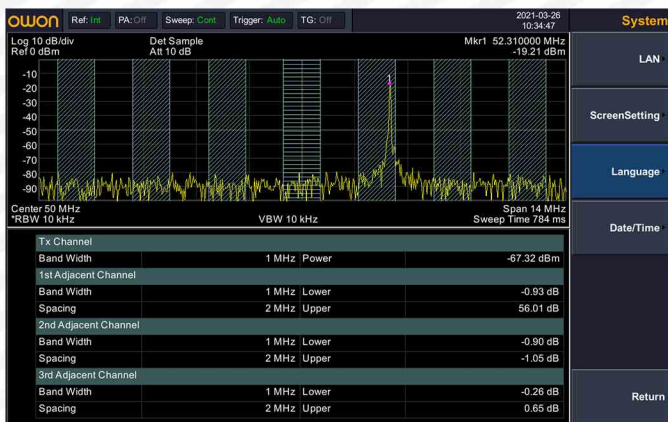 OWON Ref: Int PA: Off Sweep: Cont Trigger: Auto TG: Off 2021-03-26 10:34:47 System
Log 10 dB/div Det Sample Mkr1 52.310000 MHz
Ref 0 dBm Att 10 dB -19.21 dBm
LAN
1
-10
-20
-30
-40
-50
-60
-70
-80
-90
ScreenSetting
Language
Center 50 MHz Span 14 MHz
*RBW 10 kHz VBW 10 kHz Sweep Time 784 ms
Date/Time
Tx Channel
Band Width 1 MHz Power -67.32 dBm
1st Adjacent Channel
Band Width 1 MHz Lower -0.93 dB
Spacing 2 MHz Upper 56.01 dB
2nd Adjacent Channel
Band Width 1 MHz Lower -0.90 dB
Spacing 2 MHz Upper -1.05 dB
3rd Adjacent Channel
Band Width 1 MHz Lower -0.26 dB
Spacing 2 MHz Upper 0.65 dB
Return